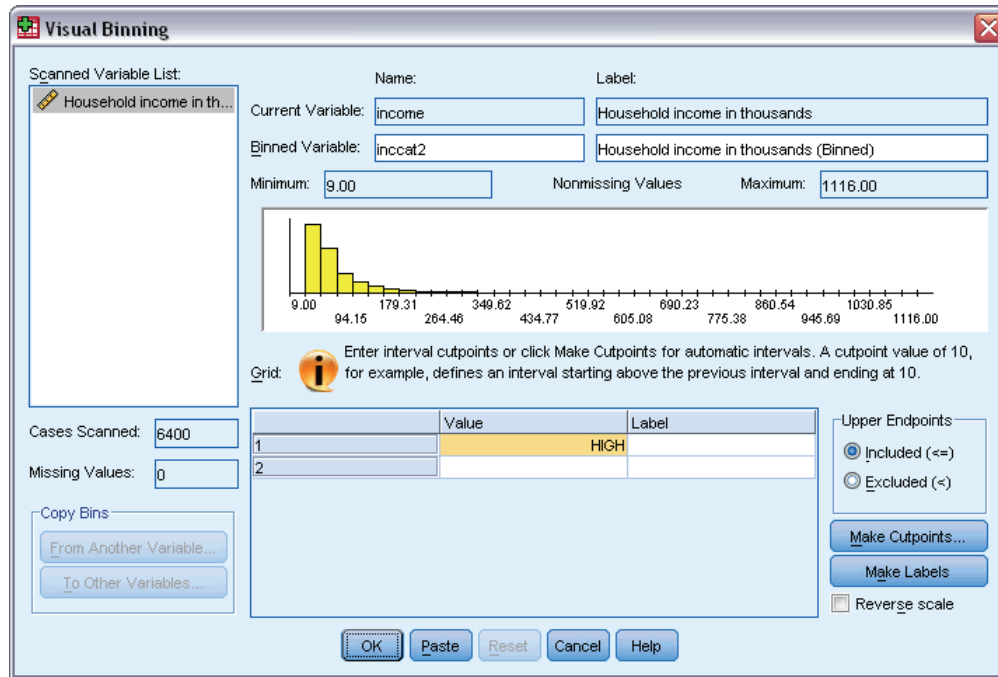 Visual Binning
Scanned Variable List:
Household income in th...
Name:
Label:
Current Variable:
income
Household income in thousands
Binned Variable:
inccat2
Household income in thousands (Binned)
Minimum:
9.00
Nonmissing Values
Maximum:
1116.00
9.00 179.31 349.62 519.92 690.23 860.54 1030.85
94.15 264.46 434.77 605.08 775.38 945.69 1116.00
Grid:
Enter interval cutpoints or click Make Cutpoints for automatic intervals. A cutpoint value of 10,
for example, defines an interval starting above the previous interval and ending at 10.
Value
Label
1
HIGH
2
Cases Scanned:
6400
Missing Values:
0
Copy Bins
From Another Variable...
To Other Variables...
Upper Endpoints
Included (<=)
Excluded (<)
Make Cutpoints...
Make Labels
Reverse scale
OK
Paste
Reset
Cancel
Help